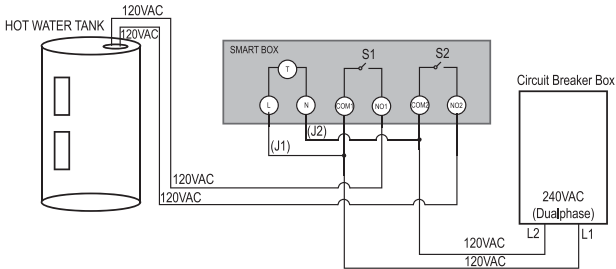 120VAC
HOT WATER TANK
120VAC
SMART BOX
S1
S2
T
Circuit Breaker Box
L
N
COM1
NO1
COM2
NO2
(J1)
(J2)
120VAC
120VAC
240VAC
(Dualphase)
L2
L1
120VAC
120VAC